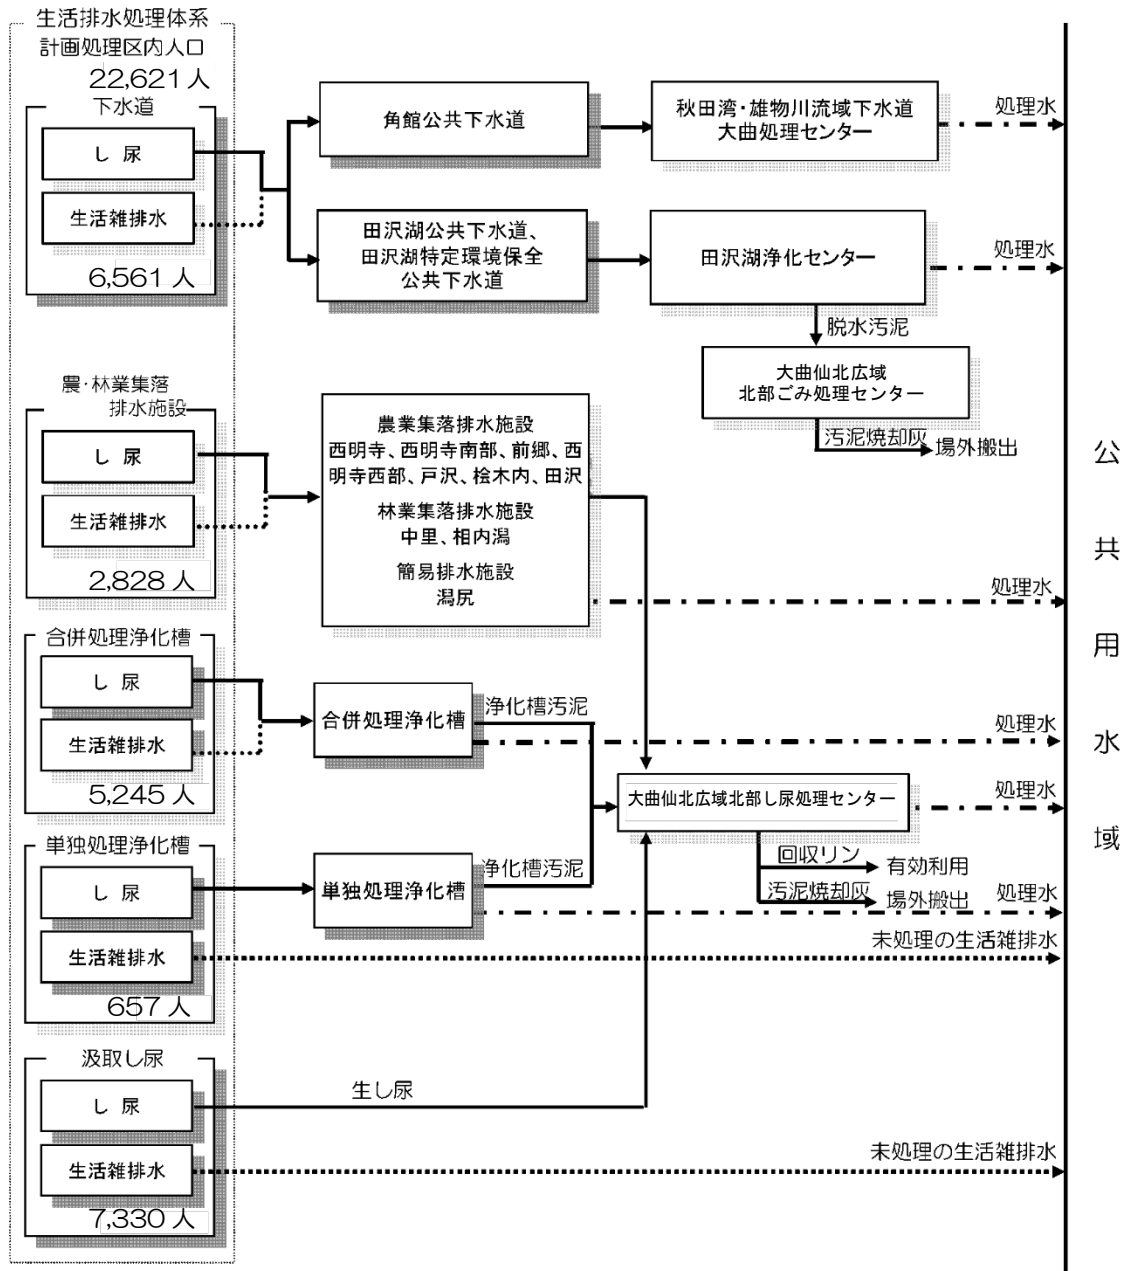 生活排水処理体系
計画処理区内人口
22,621 人
下水道
し 尿
生活雑排水
6,561 人
角館公共下水道
秋田湾・雄物川流域下水道
大曲処理センター
処理水
田沢湖公共下水道、
田沢湖特定環境保全
公共下水道
田沢湖浄化センター
処理水
脱水汚泥
大曲仙北広域
北部ごみ処理センター
汚泥焼却灰
場外搬出
農・林業集落
排水施設
し 尿
生活雑排水
2,828 人
農業集落排水施設
西明寺、西明寺南部、前郷、西
明寺西部、戸沢、桧木内、田沢
林業集落排水施設
中里、相内潟
簡易排水施設
潟尻
処理水
合併処理浄化槽
し 尿
生活雑排水
5,245 人
合併処理浄化槽
浄化槽汚泥
処理水
大曲仙北広域北部し尿処理センター
処理水
回収リン
有効利用
汚泥焼却灰
場外搬出
単独処理浄化槽
し 尿
生活雑排水
657 人
単独処理浄化槽
浄化槽汚泥
処理水
未処理の生活雑排水
汲取し尿
し 尿
生活雑排水
7,330 人
生し尿
未処理の生活雑排水
公共用水域